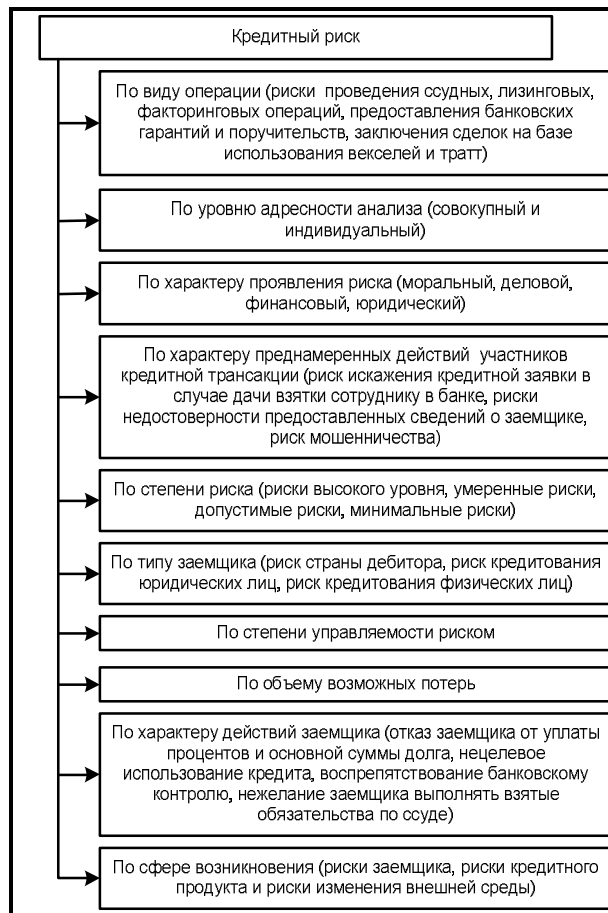 Кредитный риск
По виду операции (риски проведения ссудных, лизинговых,
факторинговых операций, предоставления банковских
гарантий и поручительств, заключения сделок на базе
использования векселей и тратт)
По уровню адресности анализа (совокупный и
индивидуальный)
По характеру проявления риска (моральный, деловой,
финансовый, юридический)
По характеру преднамеренных действий участников
кредитной трансакции (риск искажения кредитной заявки в
случае дачи взятки сотруднику в банке, риски
недостоверности предоставленных сведений о заемщике,
риск мошенничества)
По степени риска (риски высокого уровня, умеренные риски,
допустимые риски, минимальные риски)
По типу заемщика (риск страны дебитора, риск кредитования
юридических лиц, риск кредитования физических лиц)
По степени управляемости риском
По объему возможных потерь
По характеру действий заемщика (отказ заемщика от уплаты
процентов и основной суммы долга, нецелевое
использование кредита, воспрепятствование банковскому
контролю, нежелание заемщика выполнять взятые
обязательства по ссуде)
По сфере возникновения (риски заемщика, риски кредитного
продукта и риски изменения внешней среды)